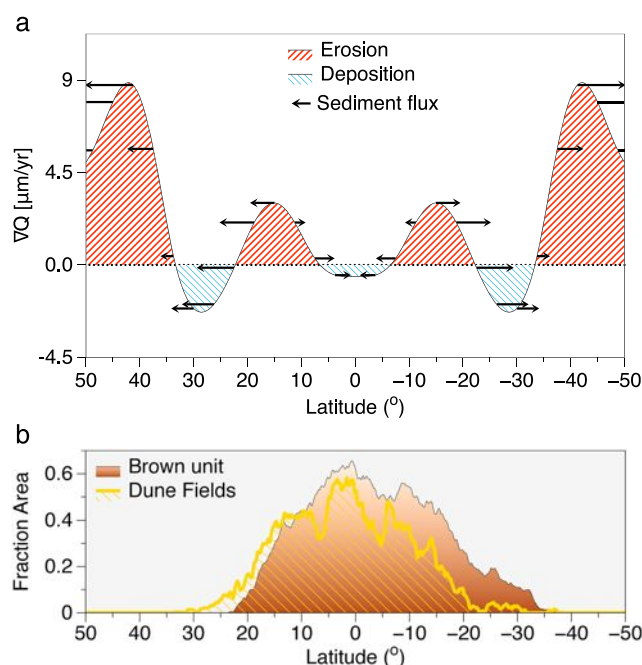 a
Erosion
Deposition
Sediment flux
∇Q [μm/yr]
9
4.5
0.0
-4.5
50 40 30 20 10 0 -10 -20 -30 -40 -50
Latitude (o)
b
Brown unit
Dune Fields
Fraction Area
0.6
0.4
0.2
0
50 40 30 20 10 0 -10 -20 -30 -40 -50
Latitude (o)